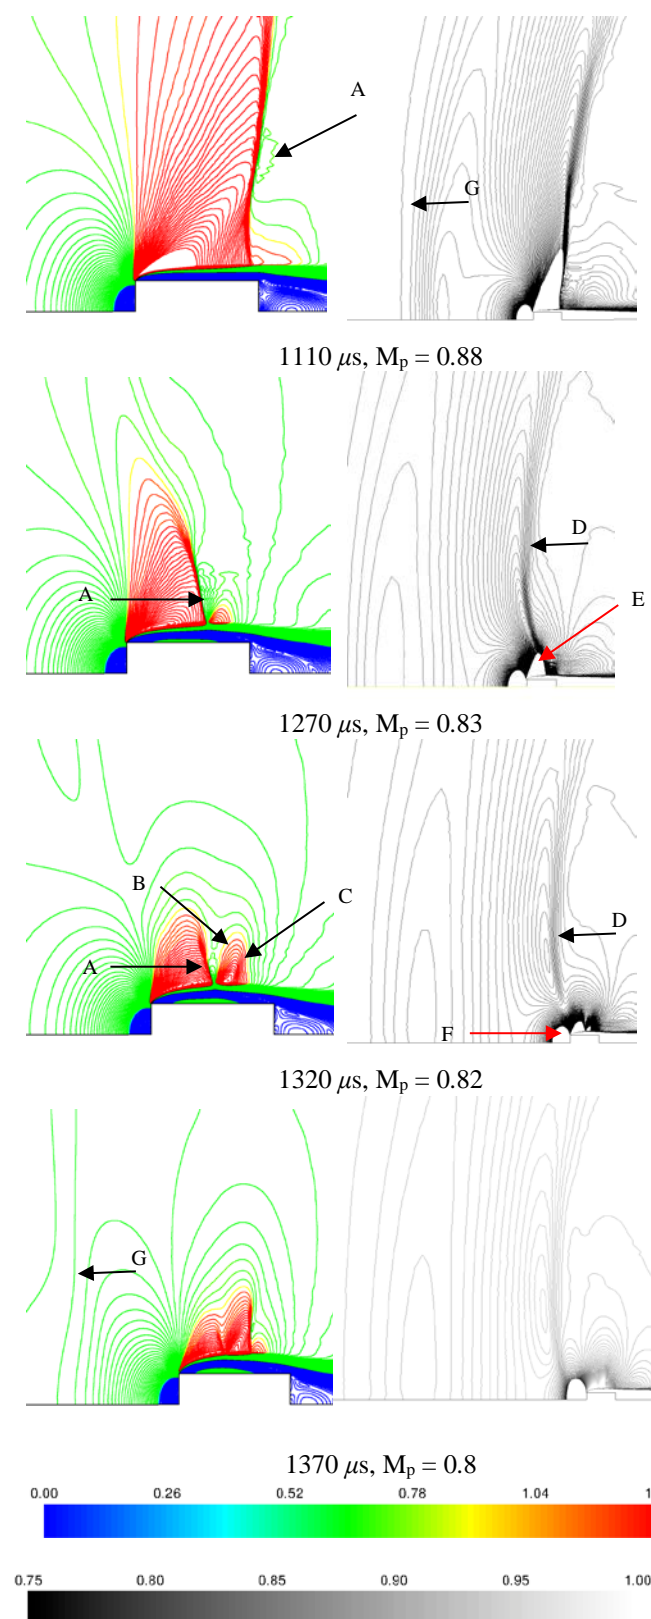 A
G
1110 μs, Mp = 0.88
D
A
E
1270 μs, Mp = 0.83
B
C
A
D
F
1320 μs, Mp = 0.82
G
1370 μs, Mp = 0.8
0.00 0.26 0.52 0.78 1.04 1
0.75 0.80 0.85 0.90 0.95 1.00